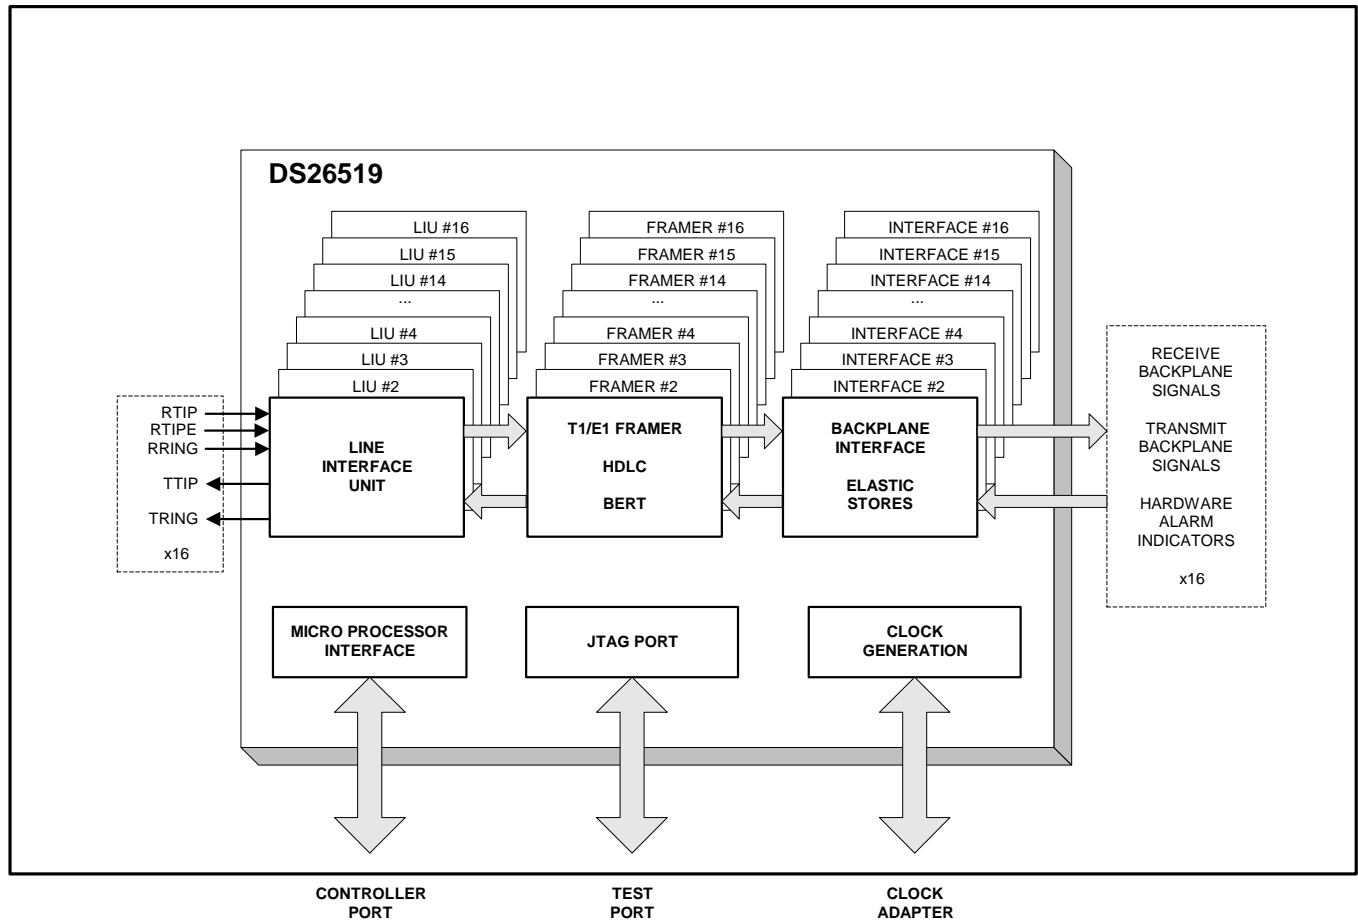 DS26519
LIU #16
LIU #15
LIU #14
...
LIU #4
LIU #3
LIU #2
LINE
INTERFACE
UNIT
FRAMER #16
FRAMER #15
FRAMER #14
...
FRAMER #4
FRAMER #3
FRAMER #2
T1/E1 FRAMER
HDLC
BERT
INTERFACE #16
INTERFACE #15
INTERFACE #14
...
INTERFACE #4
INTERFACE #3
INTERFACE #2
BACKPLANE
INTERFACE
ELASTIC
STORES
RTIP
RTIPE
RRING
TTIP
TRING
x16
RECEIVE
BACKPLANE
SIGNALS
TRANSMIT
BACKPLANE
SIGNALS
HARDWARE
ALARM
INDICATORS
x16
MICRO PROCESSOR
INTERFACE
JTAG PORT
CLOCK
GENERATION
CONTROLLER
PORT
TEST
PORT
CLOCK
ADAPTER